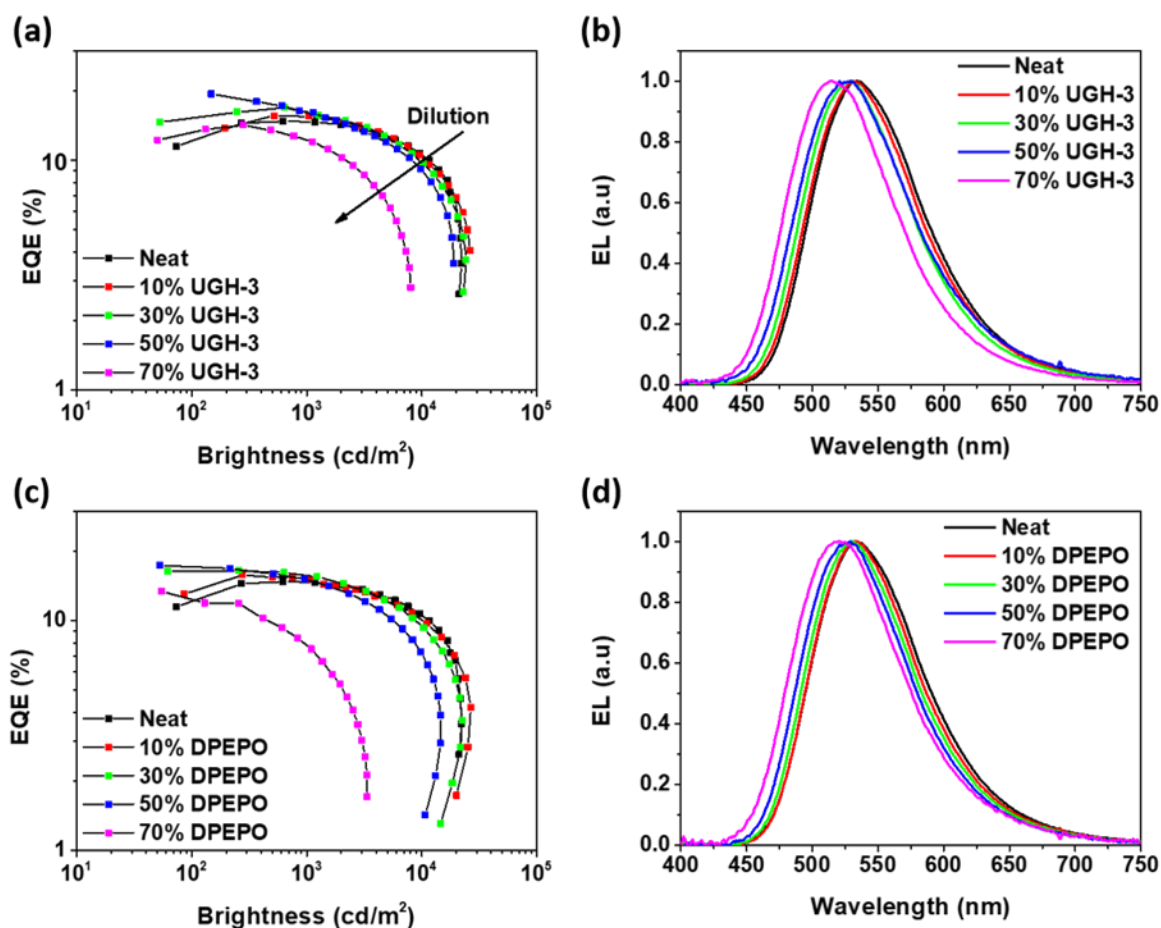 (a)
EQE (%)
10
1
Dilution
Neat
10% UGH-3
30% UGH-3
50% UGH-3
70% UGH-3
10¹ 10² 10³ 10⁴ 10⁵
Brightness (cd/m²)
(b)
EL (a.u)
1.0
0.8
0.6
0.4
0.2
0.0
Neat
10% UGH-3
30% UGH-3
50% UGH-3
70% UGH-3
400 450 500 550 600 650 700 750
Wavelength (nm)
(c)
EQE (%)
10
1
Neat
10% DPEPO
30% DPEPO
50% DPEPO
70% DPEPO
10¹ 10² 10³ 10⁴ 10⁵
Brightness (cd/m²)
(d)
EL (a.u)
1.0
0.8
0.6
0.4
0.2
0.0
Neat
10% DPEPO
30% DPEPO
50% DPEPO
70% DPEPO
400 450 500 550 600 650 700 750
Wavelength (nm)